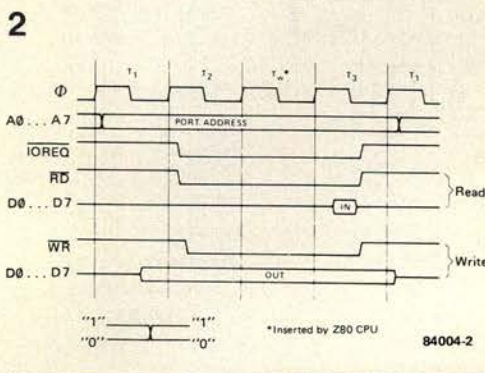 2
T1 T2 Tw* T3 T1
Φ
A0 ... A7 PORT ADDRESS
IOREQ
RD
Read
D0 ... D7 IN
WR
Write
D0 ... D7 OUT
"1" "1"
"0" "0"
*Inserted by Z80 CPU
84004-2